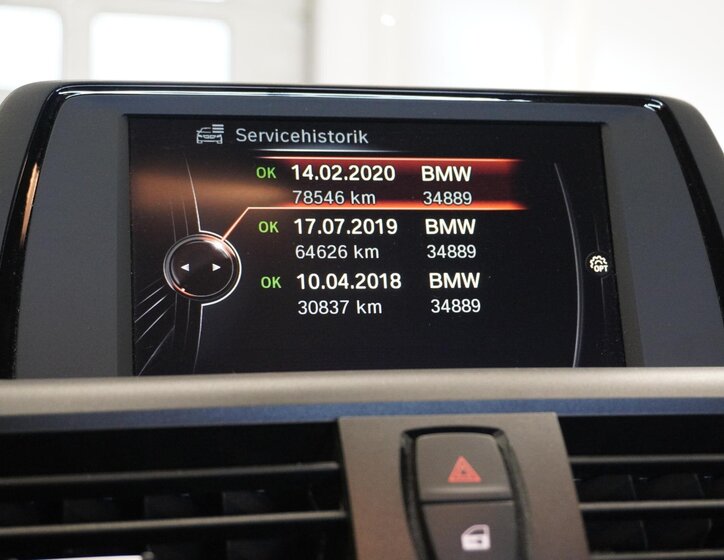 Servicehistorik
OK 14.02.2020 BMW
78546 km 34889
OK 17.07.2019 BMW
64626 km 34889
OK 10.04.2018 BMW
30837 km 34889
OPT